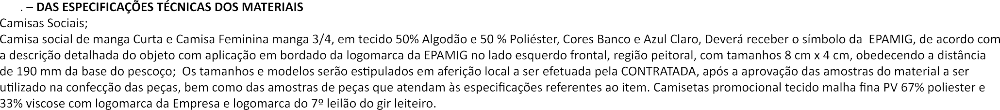 . – DAS ESPECIFICAÇÕES TÉCNICAS DOS MATERIAIS
Camisas Sociais;
Camisa social de manga Curta e Camisa Feminina manga 3/4, em tecido 50% Algodão e 50 % Poliéster, Cores Banco e Azul Claro, Deverá receber o símbolo da  EPAMIG, de acordo com
a descrição detalhada do objeto com aplicação em bordado da logomarca da EPAMIG no lado esquerdo frontal, região peitoral, com tamanhos 8 cm x 4 cm, obedecendo a distância
de 190 mm da base do pescoço;  Os tamanhos e modelos serão estipulados em aferição local a ser efetuada pela CONTRATADA, após a aprovação das amostras do material a ser
utilizado na confecção das peças, bem como das amostras de peças que atendam às especificações referentes ao item. Camisetas promocional tecido malha fina PV 67% poliester e
33% viscose com logomarca da Empresa e logomarca do 7º leilão do gir leiteiro.